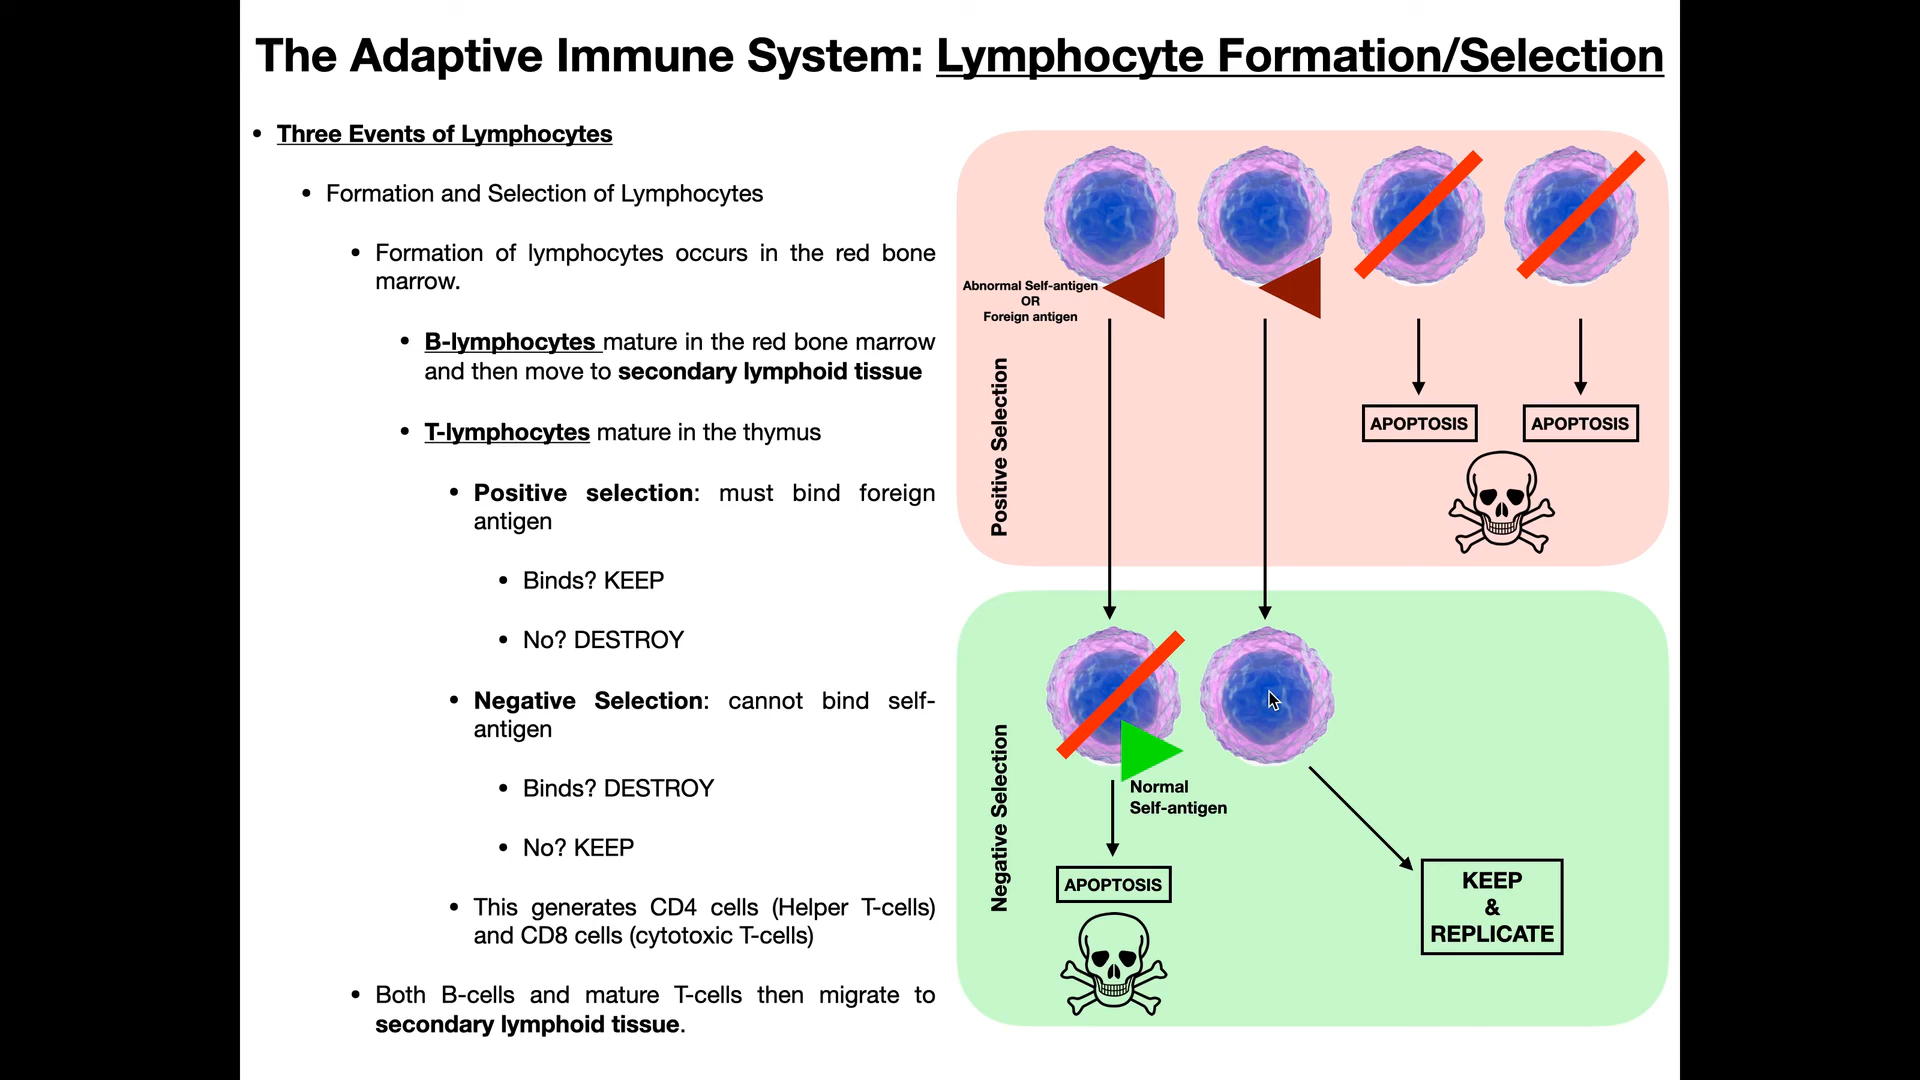 The Adaptive Immune System: Lymphocyte Formation/Selection
• Three Events of Lymphocytes
• Formation and Selection of Lymphocytes
• Formation of lymphocytes occurs in the red bone
marrow.
• B-lymphocytes mature in the red bone marrow
and then move to secondary lymphoid tissue
• T-lymphocytes mature in the thymus
• Positive selection: must bind foreign
antigen
• Binds? KEEP
• No? DESTROY
• Negative Selection: cannot bind self-
antigen
• Binds? DESTROY
• No? KEEP
• This generates CD4 cells (Helper T-cells)
and CD8 cells (cytotoxic T-cells)
• Both B-cells and mature T-cells then migrate to
secondary lymphoid tissue.
Abnormal Self-antigen
OR
Foreign antigen
Positive Selection
APOPTOSIS
APOPTOSIS
Negative Selection
Normal
Self-antigen
APOPTOSIS
KEEP
&
REPLICATE